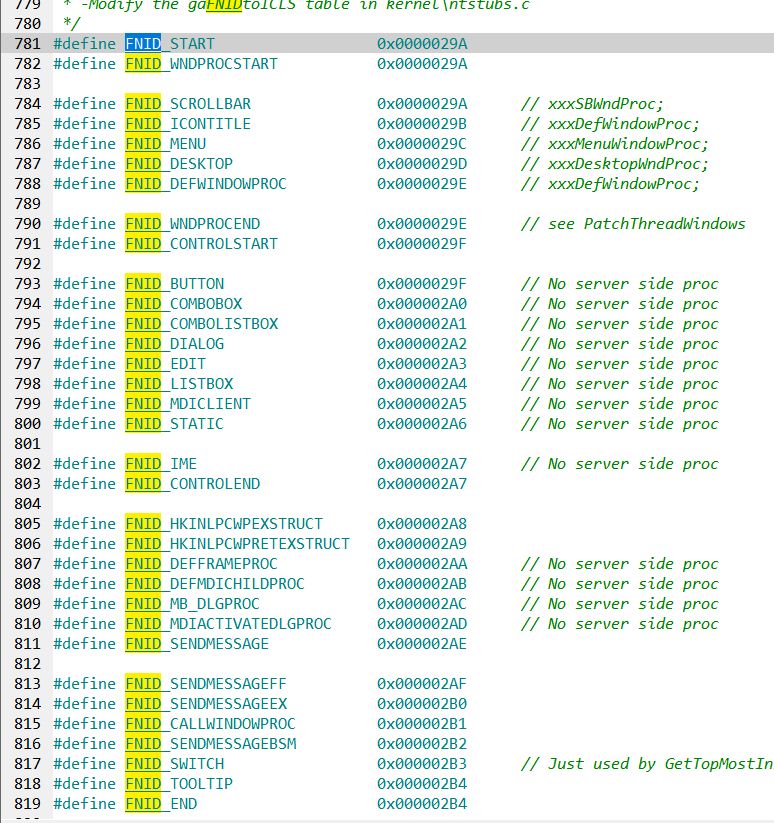 779 * -Modify the gaFNIDtoICLS table in kernel\ntstubs.c
780 */
781 #define FNID_START 0x0000029A
782 #define FNID_WNDPROCSTART 0x0000029A
783
784 #define FNID_SCROLLBAR 0x0000029A // xxxSBWndProc;
785 #define FNID_ICONTITLE 0x0000029B // xxxDefWindowProc;
786 #define FNID_MENU 0x0000029C // xxxMenuWindowProc;
787 #define FNID_DESKTOP 0x0000029D // xxxDesktopWndProc;
788 #define FNID_DEFWINDOWPROC 0x0000029E // xxxDefWindowProc;
789
790 #define FNID_WNDPROCEND 0x0000029E // see PatchThreadWindows
791 #define FNID_CONTROLSTART 0x0000029F
792
793 #define FNID_BUTTON 0x0000029F // No server side proc
794 #define FNID_COMBOBOX 0x000002A0 // No server side proc
795 #define FNID_COMBOLISTBOX 0x000002A1 // No server side proc
796 #define FNID_DIALOG 0x000002A2 // No server side proc
797 #define FNID_EDIT 0x000002A3 // No server side proc
798 #define FNID_LISTBOX 0x000002A4 // No server side proc
799 #define FNID_MDICLIENT 0x000002A5 // No server side proc
800 #define FNID_STATIC 0x000002A6 // No server side proc
801
802 #define FNID_IME 0x000002A7 // No server side proc
803 #define FNID_CONTROLEND 0x000002A7
804
805 #define FNID_HKINLPCWPEXSTRUCT 0x000002A8
806 #define FNID_HKINLPCWPRETEXSTRUCT 0x000002A9
807 #define FNID_DEFFRAMEPROC 0x000002AA // No server side proc
808 #define FNID_DEFMDICHILDPROC 0x000002AB // No server side proc
809 #define FNID_MB_DLGPROC 0x000002AC // No server side proc
810 #define FNID_MDIACTIVATEDLGPROC 0x000002AD // No server side proc
811 #define FNID_SENDMESSAGE 0x000002AE
812
813 #define FNID_SENDMESSAGEFF 0x000002AF
814 #define FNID_SENDMESSAGEEX 0x000002B0
815 #define FNID_CALLWINDOWPROC 0x000002B1
816 #define FNID_SENDMESSAGEBSM 0x000002B2
817 #define FNID_SWITCH 0x000002B3 // Just used by GetTopMostIn
818 #define FNID_TOOLTIP 0x000002B4
819 #define FNID_END 0x000002B4